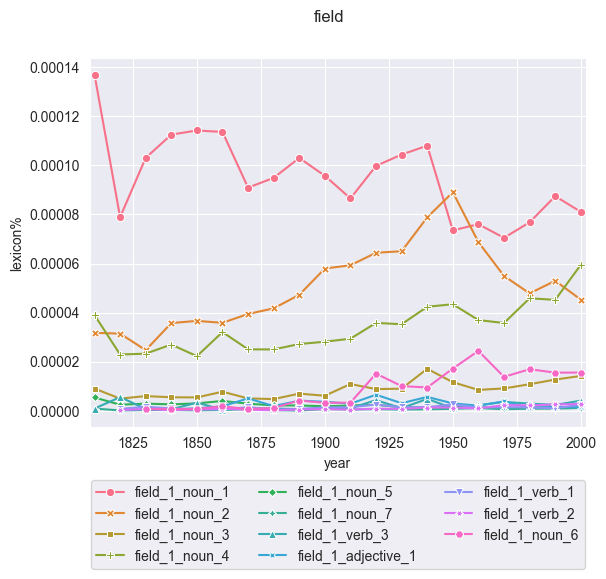 field
0.00014
0.00012
0.00010
0.00008
0.00006
0.00004
0.00002
0.00000
lexicon%
1825 1850 1875 1900 1925 1950 1975 2000
year
field_1_noun_1 field_1_noun_5 field_1_verb_1
field_1_noun_2 field_1_noun_7 field_1_verb_2
field_1_noun_3 field_1_verb_3 field_1_noun_6
field_1_noun_4 field_1_adjective_1